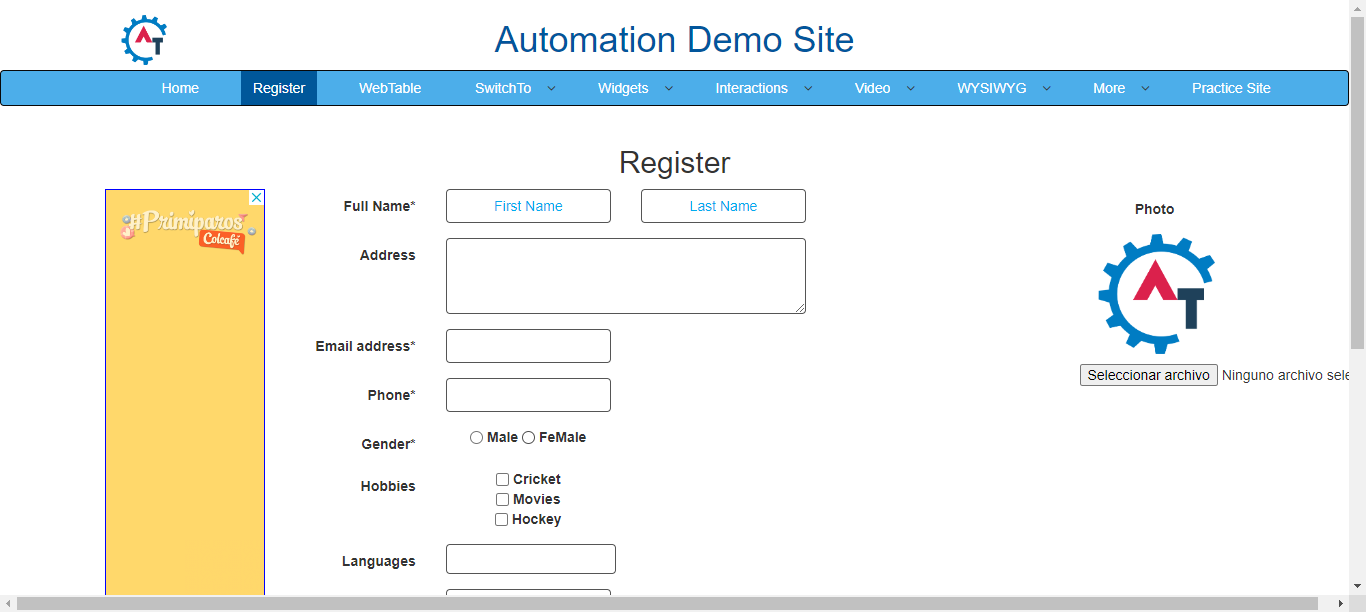 AT
Automation Demo Site
Home Register WebTable SwitchTo Widgets Interactions Video WYSIWYG More Practice Site
Register
#Primiparos
Colcafé
Full Name* First Name Last Name
Photo
Address
AT
Email address*
Seleccionar archivo Ninguno archivo sele
Phone*
Gender* Male FeMale
Hobbies Cricket
Movies
Hockey
Languages